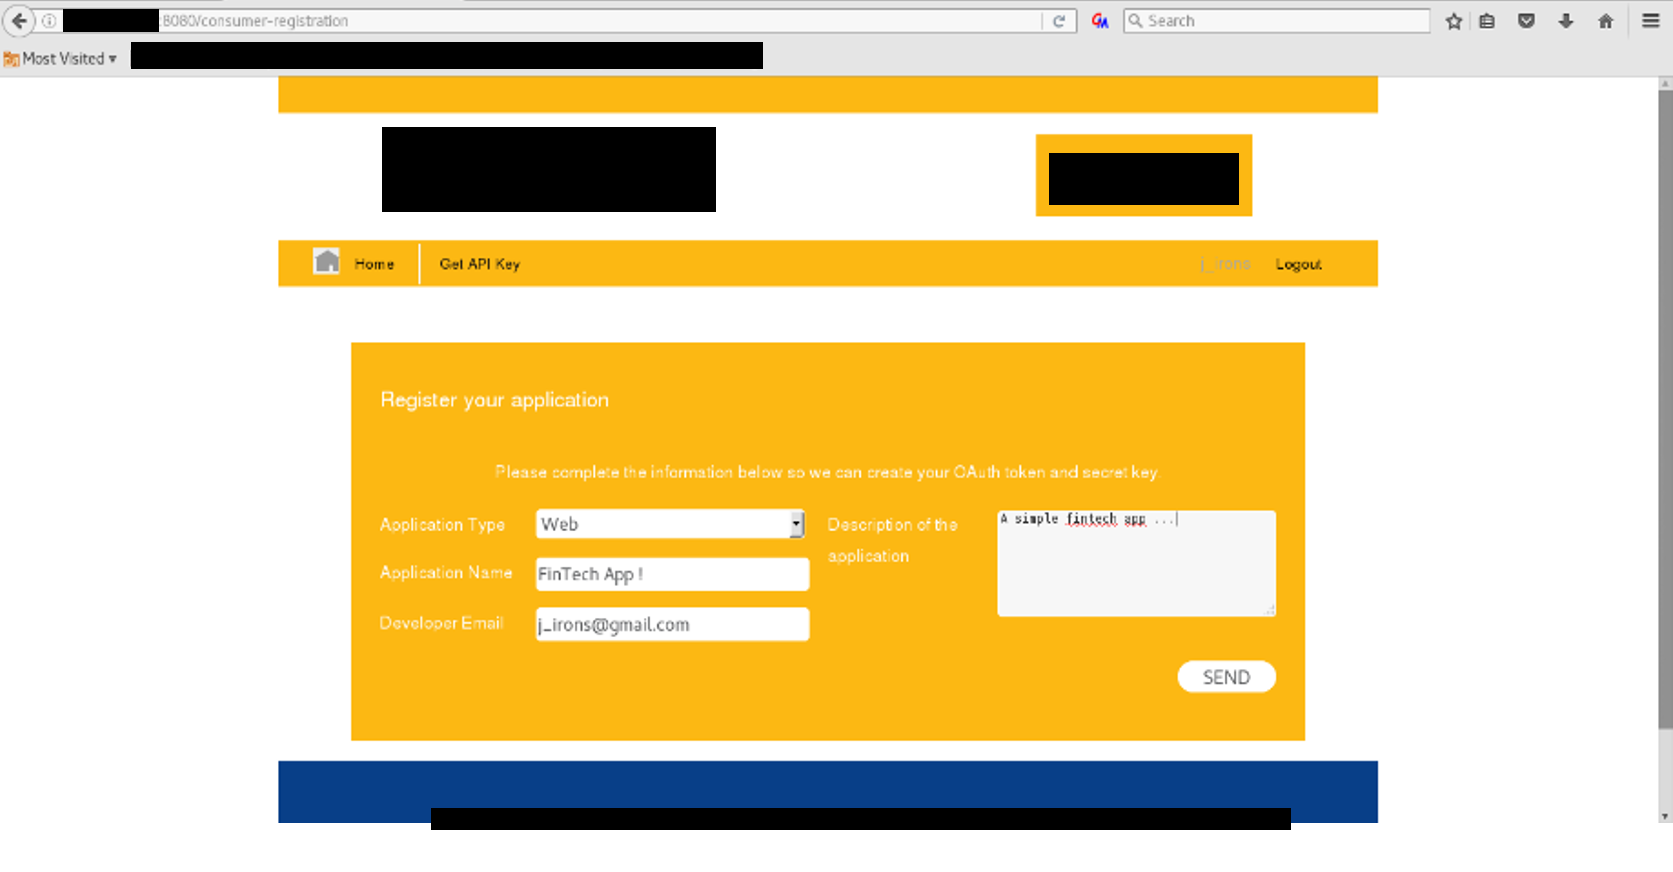 :8080/consumer-registration
Search
Most Visited
Home
Get API Key
j_irons
Logout
Register your application
Please complete the information below so we can create your OAuth token and secret key.
Application Type
Web
Description of the
application
A simple fintech app ...
Application Name
FinTech App !
Developer Email
j_irons@gmail.com
SEND